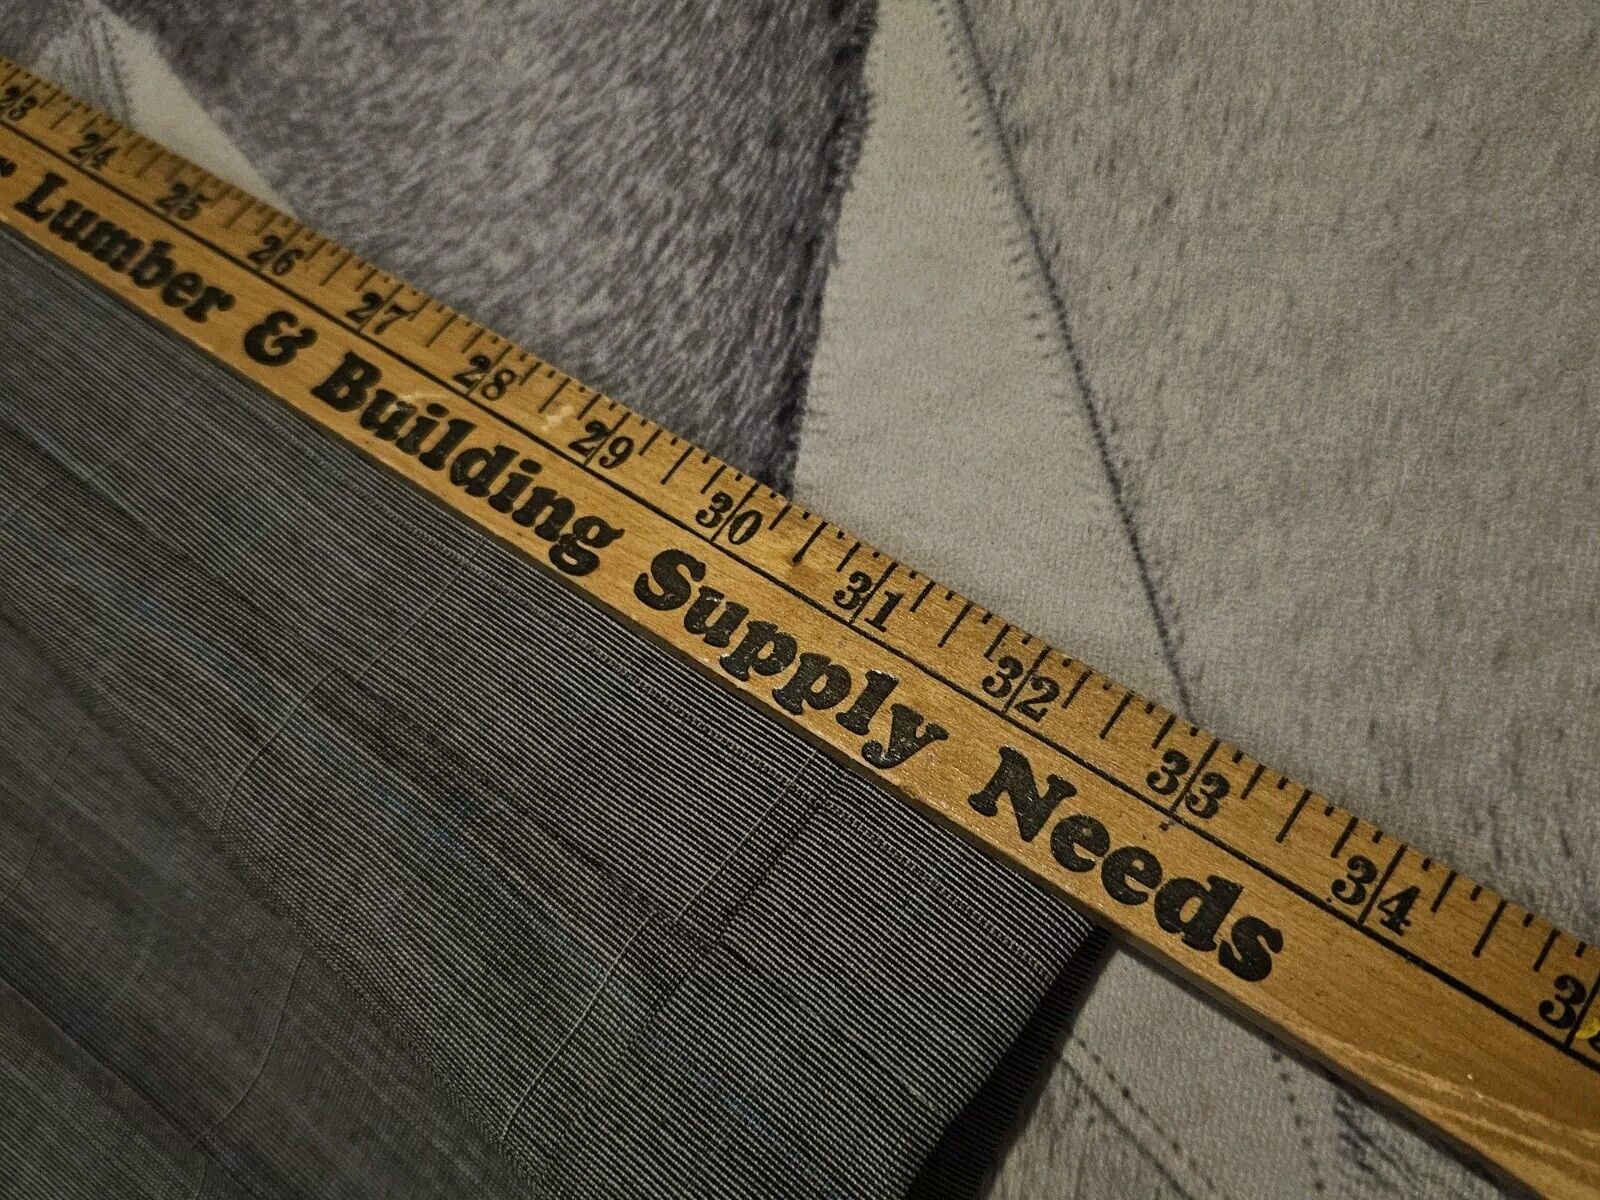 23 24 25 26 27 28 29 30 31 32 33 34
Lumber & Building Supply Needs